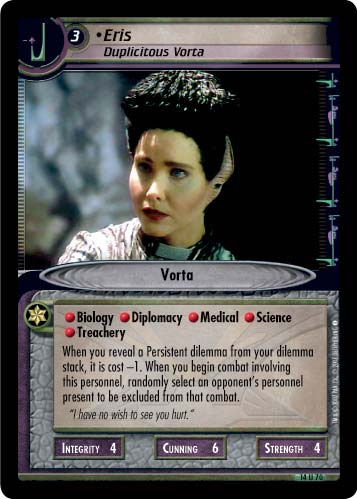 3
•Eris
Duplicitous Vorta
Vorta
Biology Diplomacy Medical Science
Treachery
When you reveal a Persistent dilemma from your dilemma
stack, it is cost –1. When you begin combat involving
this personnel, randomly select an opponent's personnel
present to be excluded from that combat.
"I have no wish to see you hurt."
INTEGRITY 4 CUNNING 6 STRENGTH 4
14 U 70